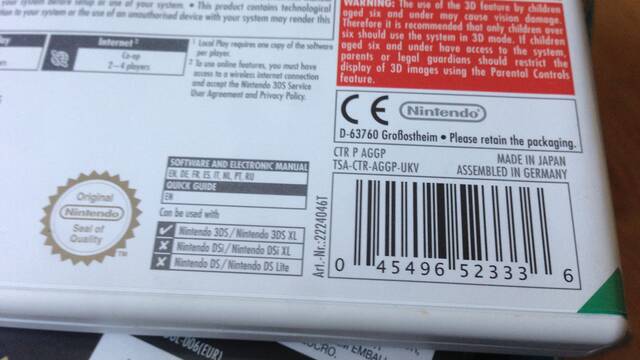 your system before setup or use of your system. • This product contains technological
tion to your system or the use of an unauthorised device with your system may render this
WARNING: The use of the 3D feature by children
aged six and under may cause vision damage.
Therefore it is recommended that only children over
six should use the system in 3D mode. If children
aged six and under have access to the system,
parents or legal guardians should restrict the
display of 3D images using the Parental Controls
feature.
Internet 2
Co-op
2-4 players
1 Local Play requires one copy of the software
per player.
2 To use online features, you must have
access to a wireless internet connection
and accept the Nintendo 3DS Service
User Agreement and Privacy Policy.
CE Nintendo
D-63760 Großostheim • Please retain the packaging.
CTR P AGGP
TSA-CTR-AGGP-UKV
MADE IN JAPAN
ASSEMBLED IN GERMANY
SOFTWARE AND ELECTRONIC MANUAL
EN, DE, FR, ES, IT, NL, PT, RU
QUICK GUIDE
EN
Can be used with
Nintendo 3DS/Nintendo 3DS XL
Nintendo DSi/Nintendo DSi XL
Nintendo DS/Nintendo DS Lite
Original
Nintendo
Seal of
Quality
TM
Art.-Nr.:2224046T
0 45496 52333 6
-006(EUR)